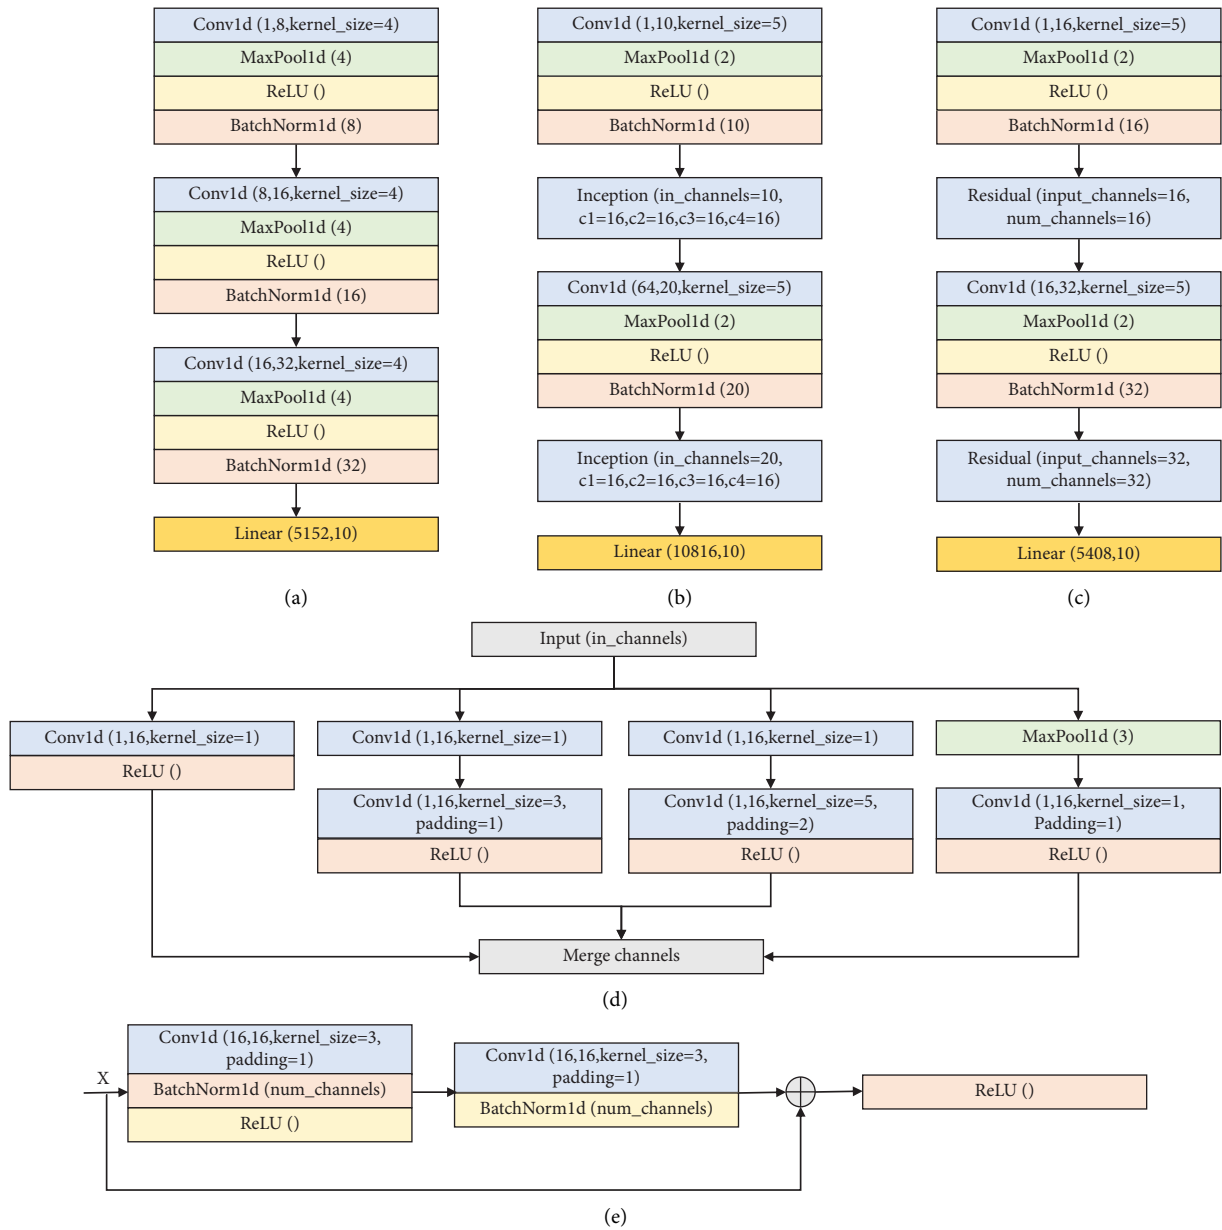 Conv1d (1,8,kernel_size=4)
MaxPool1d (4)
ReLU ()
BatchNorm1d (8)
Conv1d (8,16,kernel_size=4)
MaxPool1d (4)
ReLU ()
BatchNorm1d (16)
Conv1d (16,32,kernel_size=4)
MaxPool1d (4)
ReLU ()
BatchNorm1d (32)
Linear (5152,10)
(a)
Conv1d (1,10,kernel_size=5)
MaxPool1d (2)
ReLU ()
BatchNorm1d (10)
Inception (in_channels=10,
c1=16,c2=16,c3=16,c4=16)
Conv1d (64,20,kernel_size=5)
MaxPool1d (2)
ReLU ()
BatchNorm1d (20)
Inception (in_channels=20,
c1=16,c2=16,c3=16,c4=16)
Linear (10816,10)
(b)
Conv1d (1,16,kernel_size=5)
MaxPool1d (2)
ReLU ()
BatchNorm1d (16)
Residual (input_channels=16,
num_channels=16)
Conv1d (16,32,kernel_size=5)
MaxPool1d (2)
ReLU ()
BatchNorm1d (32)
Residual (input_channels=32,
num_channels=32)
Linear (5408,10)
(c)
Input (in_channels)
Conv1d (1,16,kernel_size=1)
ReLU ()
Conv1d (1,16,kernel_size=1)
Conv1d (1,16,kernel_size=3,
padding=1)
ReLU ()
Conv1d (1,16,kernel_size=1)
Conv1d (1,16,kernel_size=5,
padding=2)
ReLU ()
MaxPool1d (3)
Conv1d (1,16,kernel_size=1,
Padding=1)
ReLU ()
Merge channels
(d)
X
Conv1d (16,16,kernel_size=3,
padding=1)
BatchNorm1d (num_channels)
ReLU ()
Conv1d (16,16,kernel_size=3,
padding=1)
BatchNorm1d (num_channels)
ReLU ()
(e)